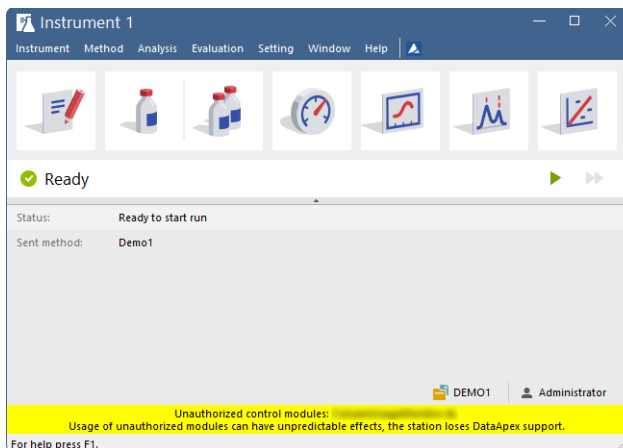 Instrument 1
Instrument Method Analysis Evaluation Setting Window Help
Ready
Status: Ready to start run
Sent method: Demo1
DEMO1 Administrator
Unauthorized control modules:
Usage of unauthorized modules can have unpredictable effects, the station loses DataApex support.
For help press F1.